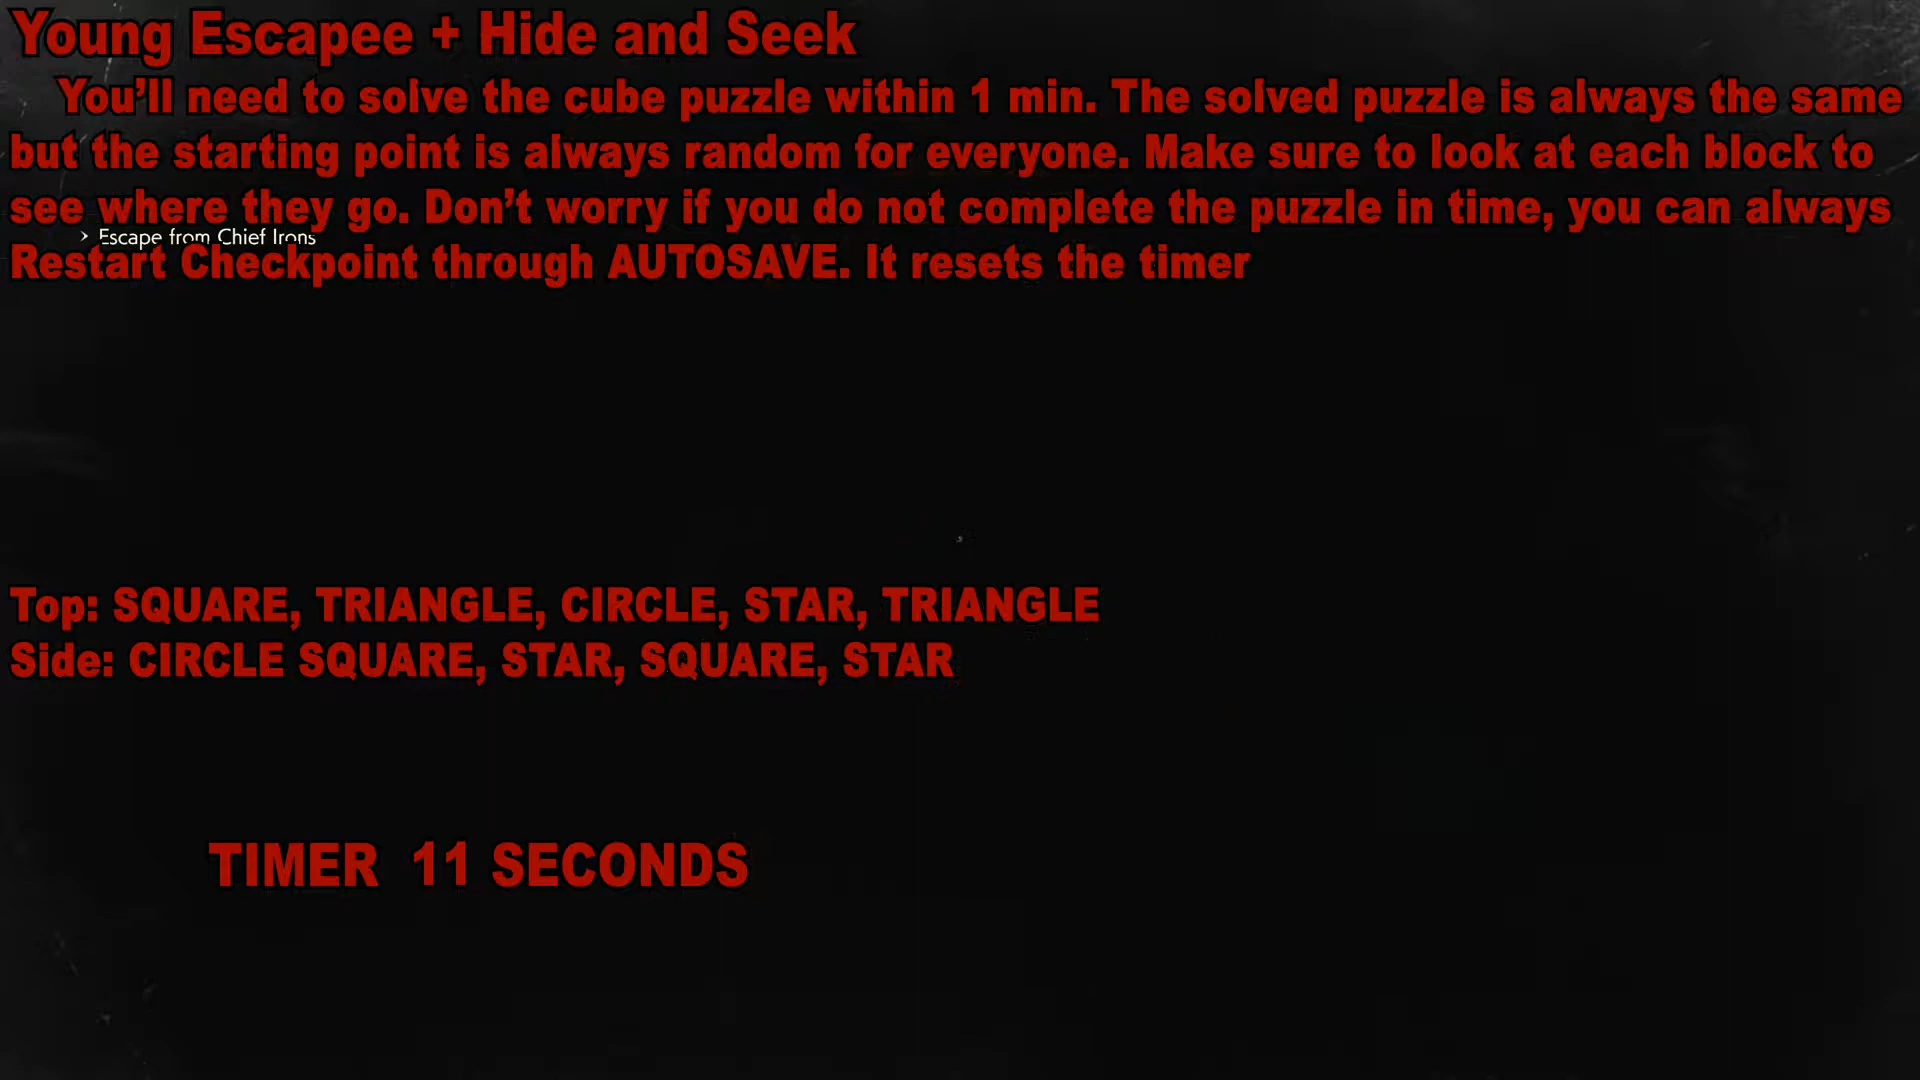 Young Escapee + Hide and Seek
You'll need to solve the cube puzzle within 1 min. The solved puzzle is always the same
but the starting point is always random for everyone. Make sure to look at each block to
see where they go. Don't worry if you do not complete the puzzle in time, you can always
> Escape from Chief Irons
Restart Checkpoint through AUTOSAVE. It resets the timer
Top: SQUARE, TRIANGLE, CIRCLE, STAR, TRIANGLE
Side: CIRCLE SQUARE, STAR, SQUARE, STAR
TIMER 11 SECONDS